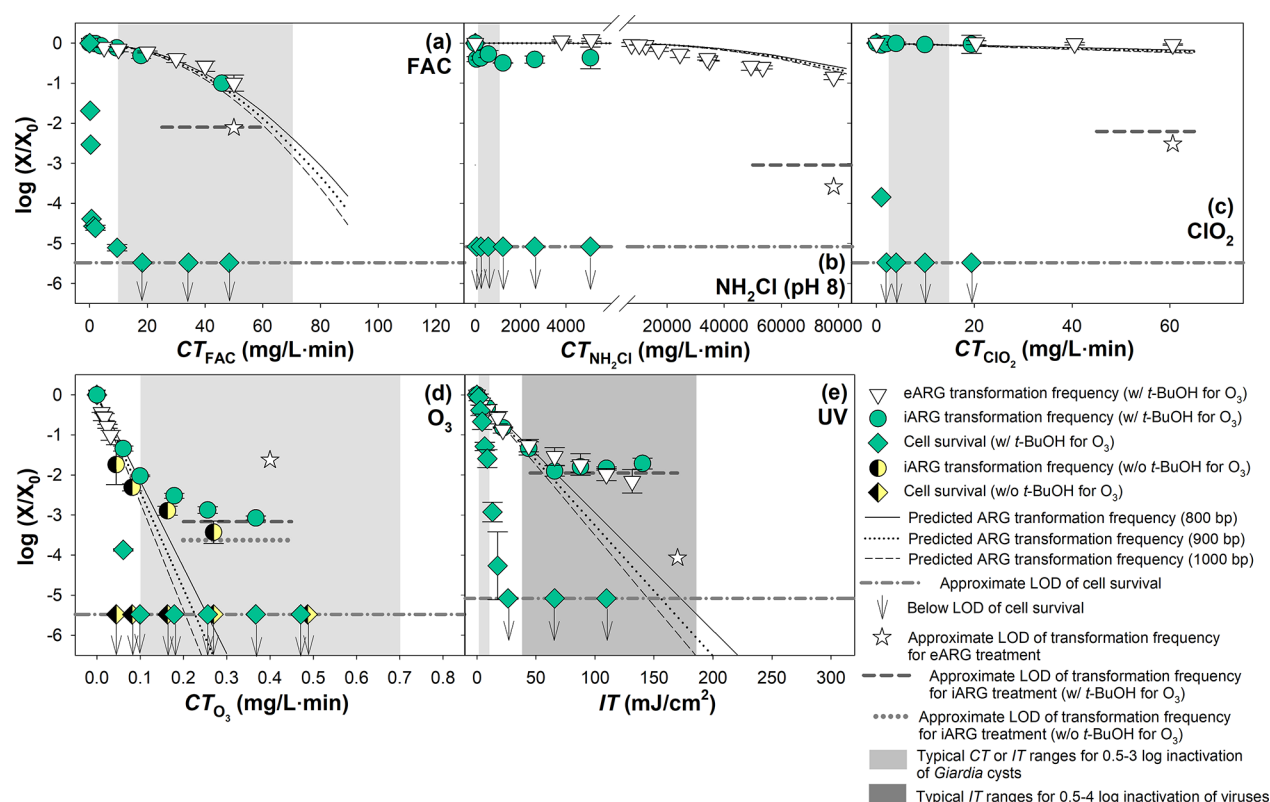 (a)
FAC
(b)
NH2Cl (pH 8)
(c)
ClO2
log (X/X0)
0
-1
-2
-3
-4
-5
-6
0 20 40 60 80 100 120
0 2000 4000 20000 40000 60000 80000
0 20 40 60
CT FAC (mg/L·min)
CT NH2Cl (mg/L·min)
CT ClO2 (mg/L·min)
(d)
O3
(e)
UV
log (X/X0)
0
-1
-2
-3
-4
-5
-6
0.0 0.1 0.2 0.3 0.4 0.5 0.6 0.7 0.8
0 50 100 150 200 250 300
CT O3 (mg/L·min)
IT (mJ/cm2)
eARG transformation frequency (w/ t-BuOH for O3)
iARG transformation frequency (w/ t-BuOH for O3)
Cell survival (w/ t-BuOH for O3)
iARG transformation frequency (w/o t-BuOH for O3)
Cell survival (w/o t-BuOH for O3)
Predicted ARG tranformation frequency (800 bp)
Predicted ARG transformation frequency (900 bp)
Predicted ARG transformation frequency (1000 bp)
Approximate LOD of cell survival
Below LOD of cell survival
Approximate LOD of transformation frequency
for eARG treatment
Approximate LOD of transformation frequency
for iARG treatment (w/ t-BuOH for O3)
Approximate LOD of transformation frequency
for iARG treatment (w/o t-BuOH for O3)
Typical CT or IT ranges for 0.5-3 log inactivation
of Giardia cysts
Typical IT ranges for 0.5-4 log inactivation of viruses